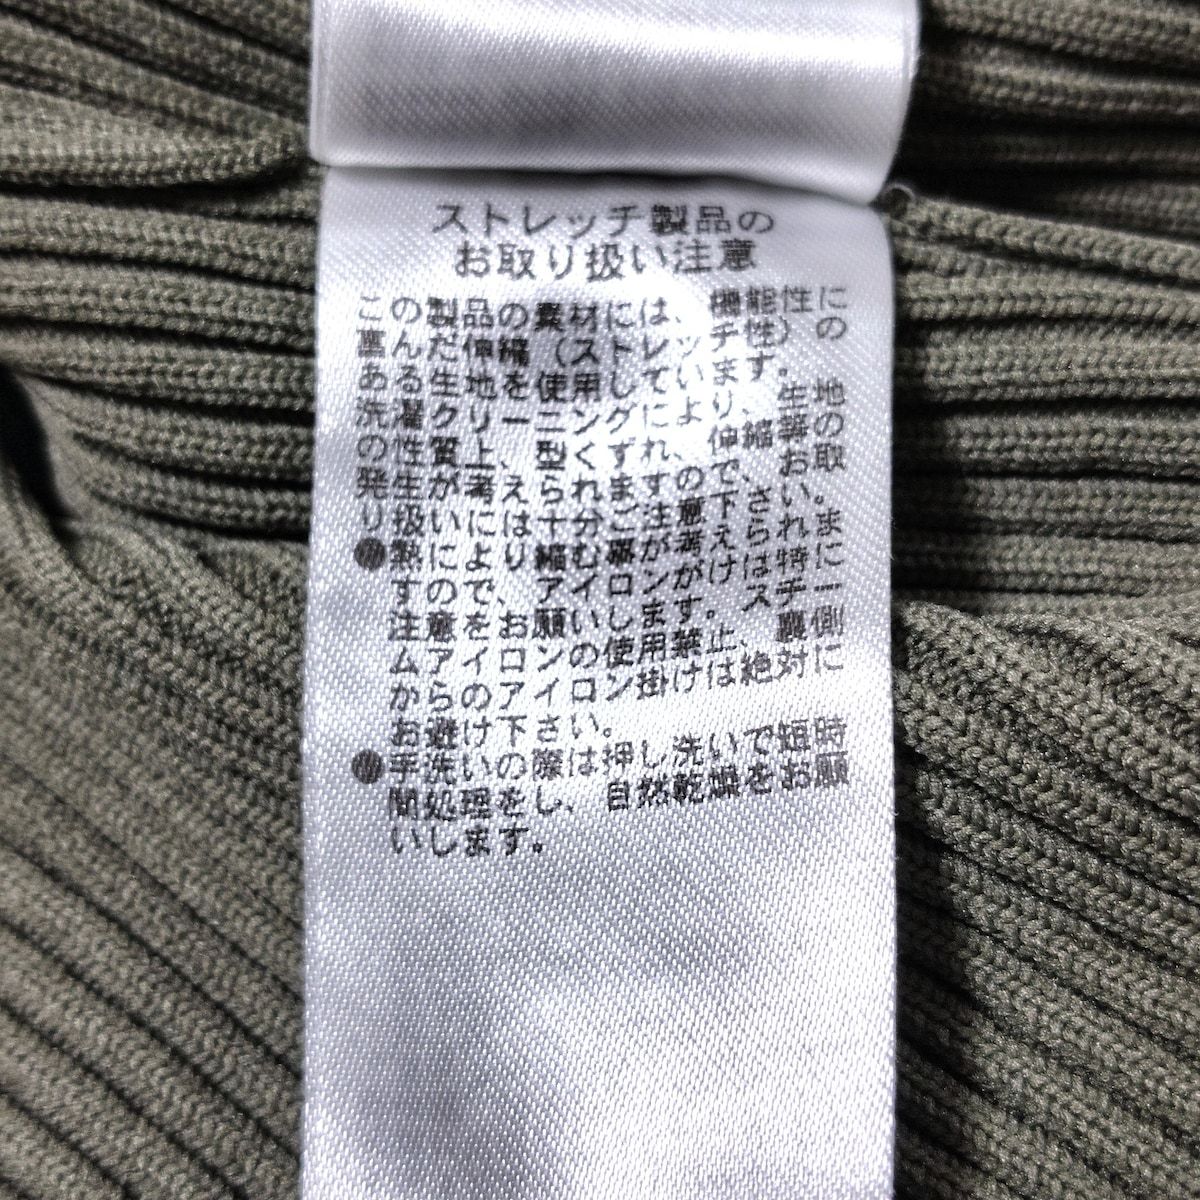 ストレッチ製品の
お取り扱い注意
この製品の素材には、機能性に
富んだ伸縮(ストレッチ性)の
ある生地を使用しています。
洗濯クリーニングにより、生地
の性質上、型くずれ、伸縮等の
発生が考えられますので、お取
り扱いには十分ご注意下さい。
●熱により縮む虞が考えられま
すので、アイロンがけは特に
注意をお願いします。スチー
ムアイロンの使用禁止、裏側
からのアイロン掛けは絶対に
お避け下さい。
●手洗いの際は押し洗いで短時
間処理をし、自然乾燥をお願
いします。